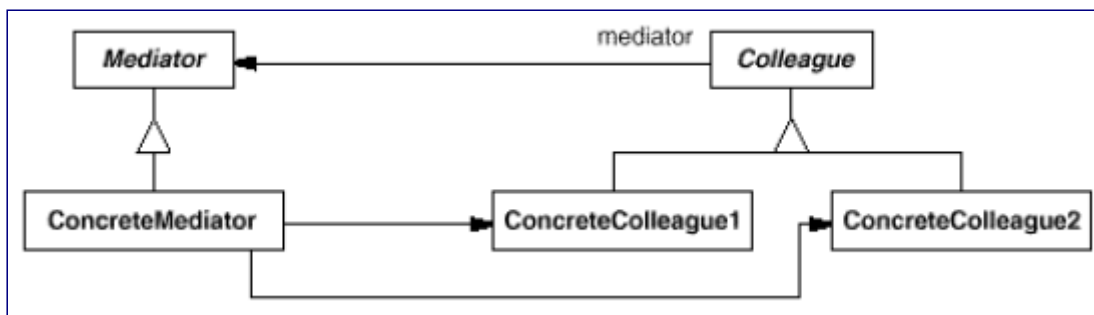 mediator
Mediator
Colleague
ConcreteMediator
ConcreteColleague1
ConcreteColleague2